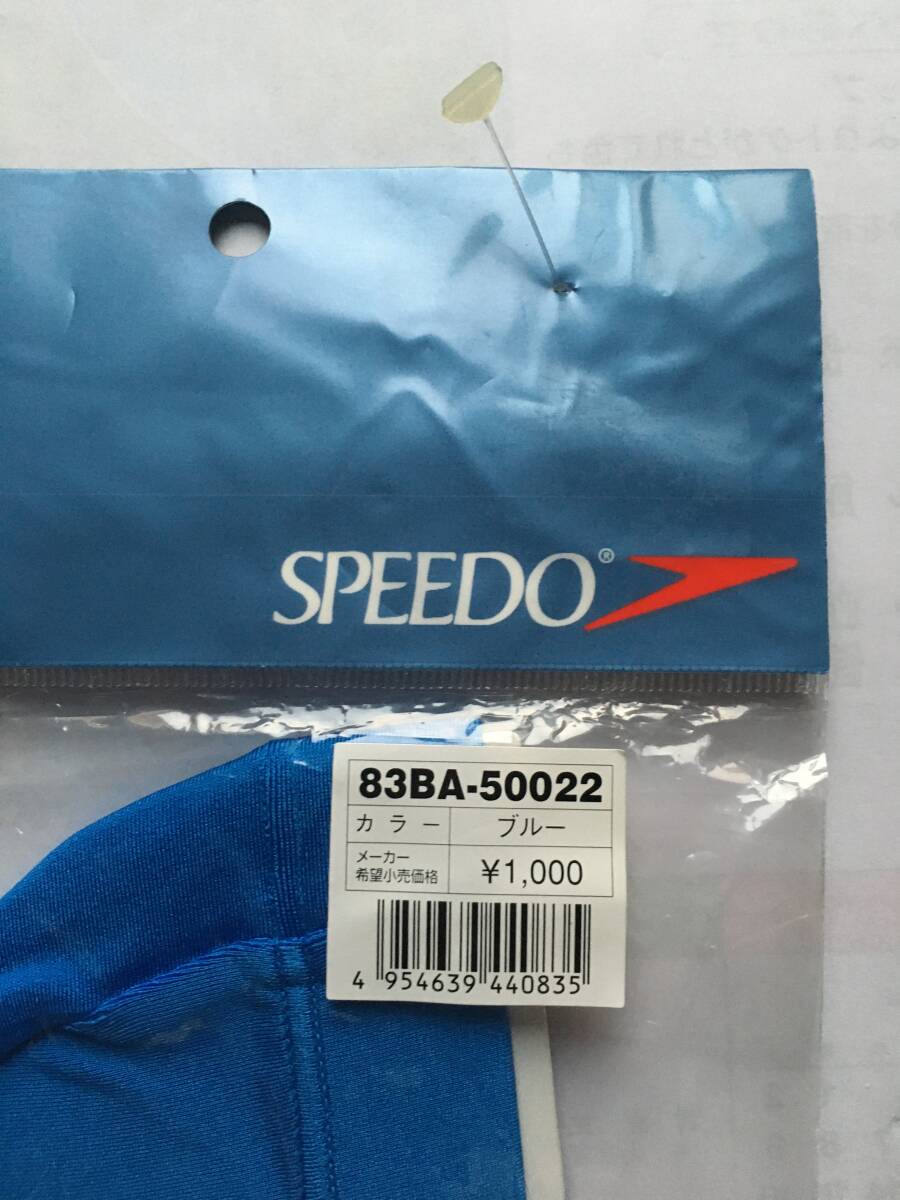 SPEEDO®
83BA-50022
カラー ブルー
メーカー
希望小売価格 ¥1,000
4 954639 440835